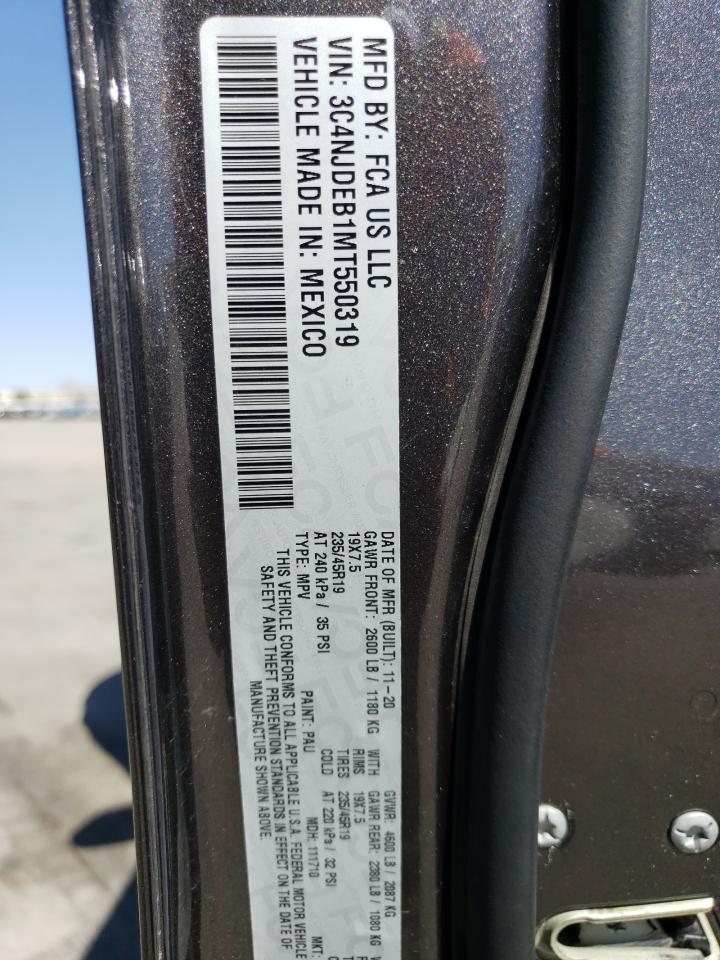 MFD BY: FCA US LLC
VIN: 3C4NJDEB1MT550319
VEHICLE MADE IN: MEXICO
DATE OF MFR (BUILT): 11-20 GVWR: 4600 LB / 2087 KG
GAWR FRONT: 2600 LB / 1180 KG WITH GAWR REAR: 2380 LB / 1080 KG
19X7.5 RIMS 19X7.5
235/45R19 TIRES 235/45R19
AT 240 kPa / 35 PSI COLD AT 220 kPa / 32 PSI
TYPE: MPV PAINT: PAU MDH: 111710 MKT:
THIS VEHICLE CONFORMS TO ALL APPLICABLE U.S.A. FEDERAL MOTOR VEHICLE
SAFETY AND THEFT PREVENTION STANDARDS IN EFFECT ON THE DATE OF
MANUFACTURE SHOWN ABOVE.